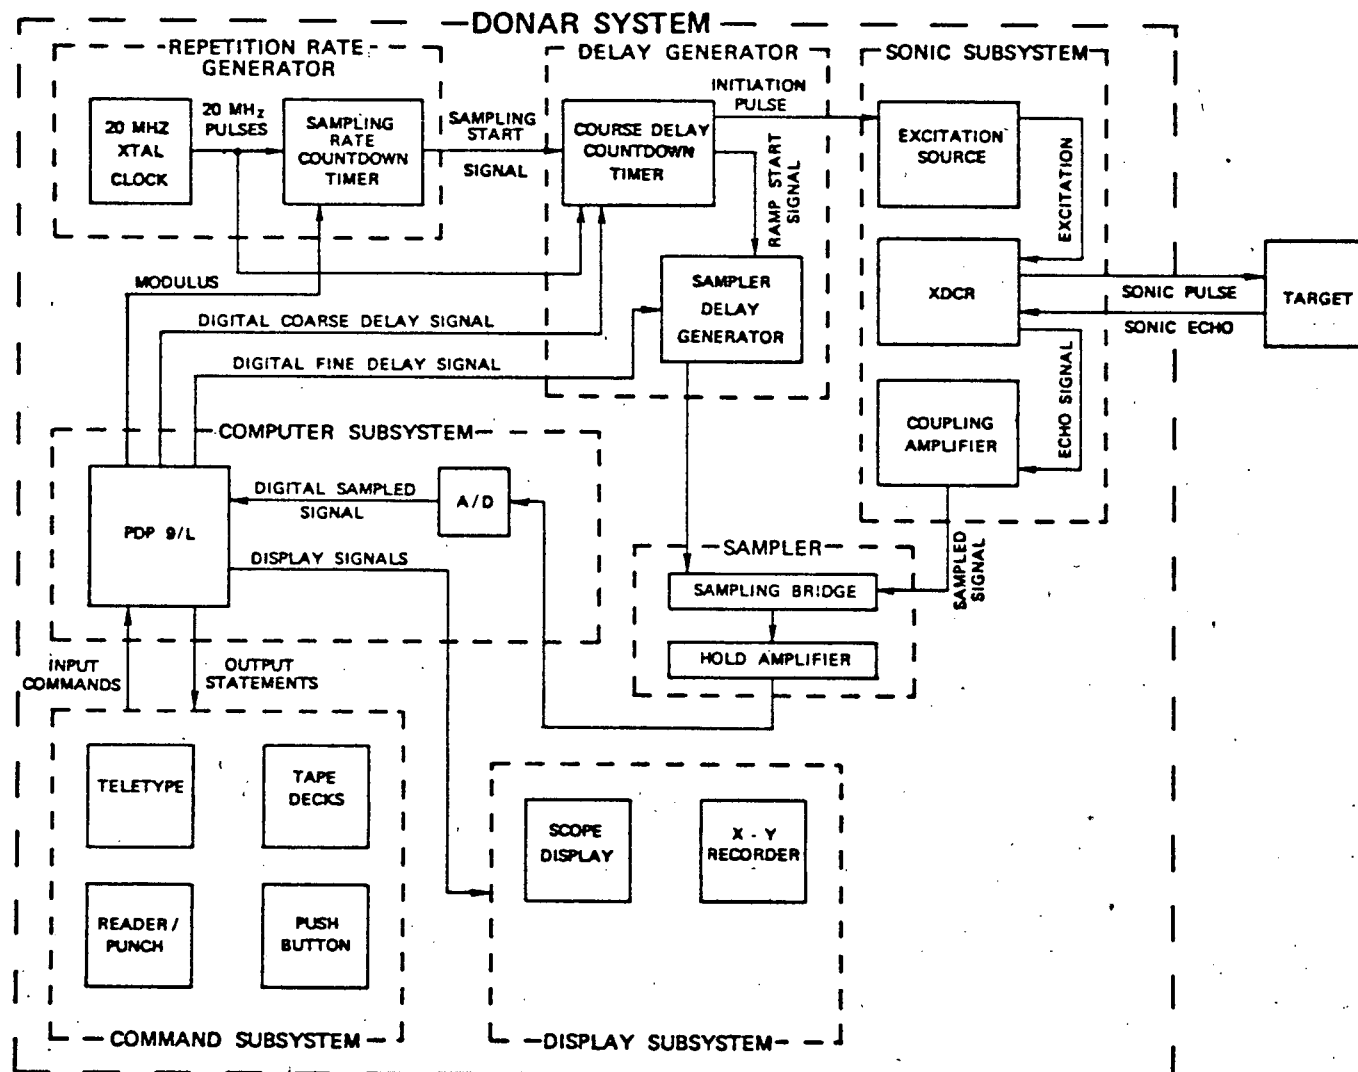 DONAR SYSTEM
REPETITION RATE
GENERATOR
DELAY GENERATOR
SONIC SUBSYSTEM
20 MHZ
XTAL
CLOCK
20 MHz
PULSES
SAMPLING
RATE
COUNTDOWN
TIMER
SAMPLING
START
SIGNAL
COURSE DELAY
COUNTDOWN
TIMER
INITIATION
PULSE
RAMP START
SIGNAL
EXCITATION
SOURCE
EXCITATION
MODULUS
DIGITAL COARSE DELAY SIGNAL
DIGITAL FINE DELAY SIGNAL
SAMPLER
DELAY
GENERATOR
XDCR
SONIC PULSE
SONIC ECHO
TARGET
ECHO SIGNAL
COUPLING
AMPLIFIER
COMPUTER SUBSYSTEM
PDP 9/L
DIGITAL SAMPLED
SIGNAL
A/D
DISPLAY SIGNALS
SAMPLER
SAMPLING BRIDGE
HOLD AMPLIFIER
SAMPLED
SIGNAL
INPUT
COMMANDS
OUTPUT
STATEMENTS
TELETYPE
TAPE
DECKS
READER/
PUNCH
PUSH
BUTTON
COMMAND SUBSYSTEM
SCOPE
DISPLAY
X - Y
RECORDER
DISPLAY SUBSYSTEM